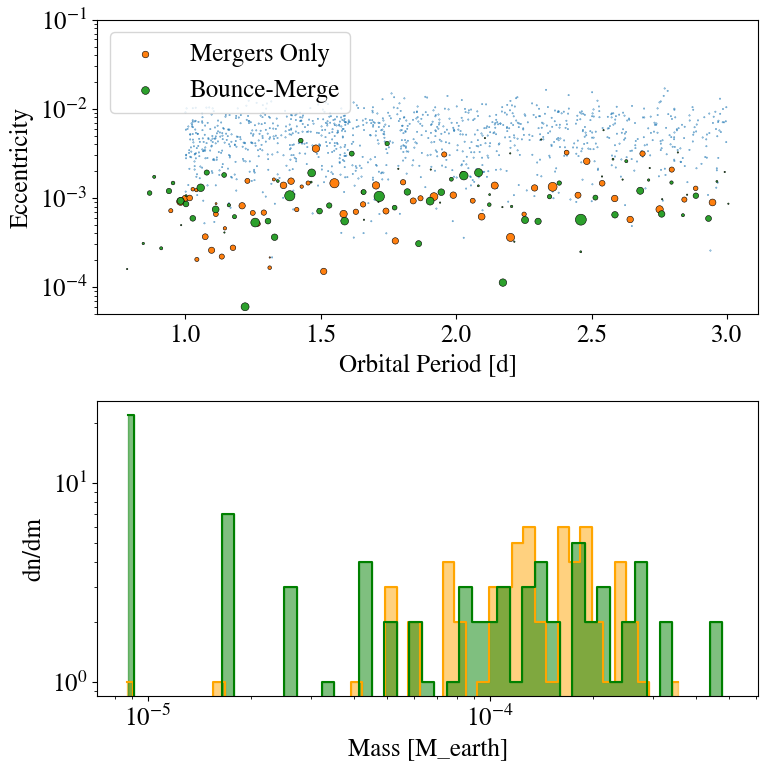 10^-1
10^-2
10^-3
10^-4
Eccentricity
Mergers Only
Bounce-Merge
1.0 1.5 2.0 2.5 3.0
Orbital Period [d]
10^1
10^0
dn/dm
10^-5 10^-4
Mass [M_earth]